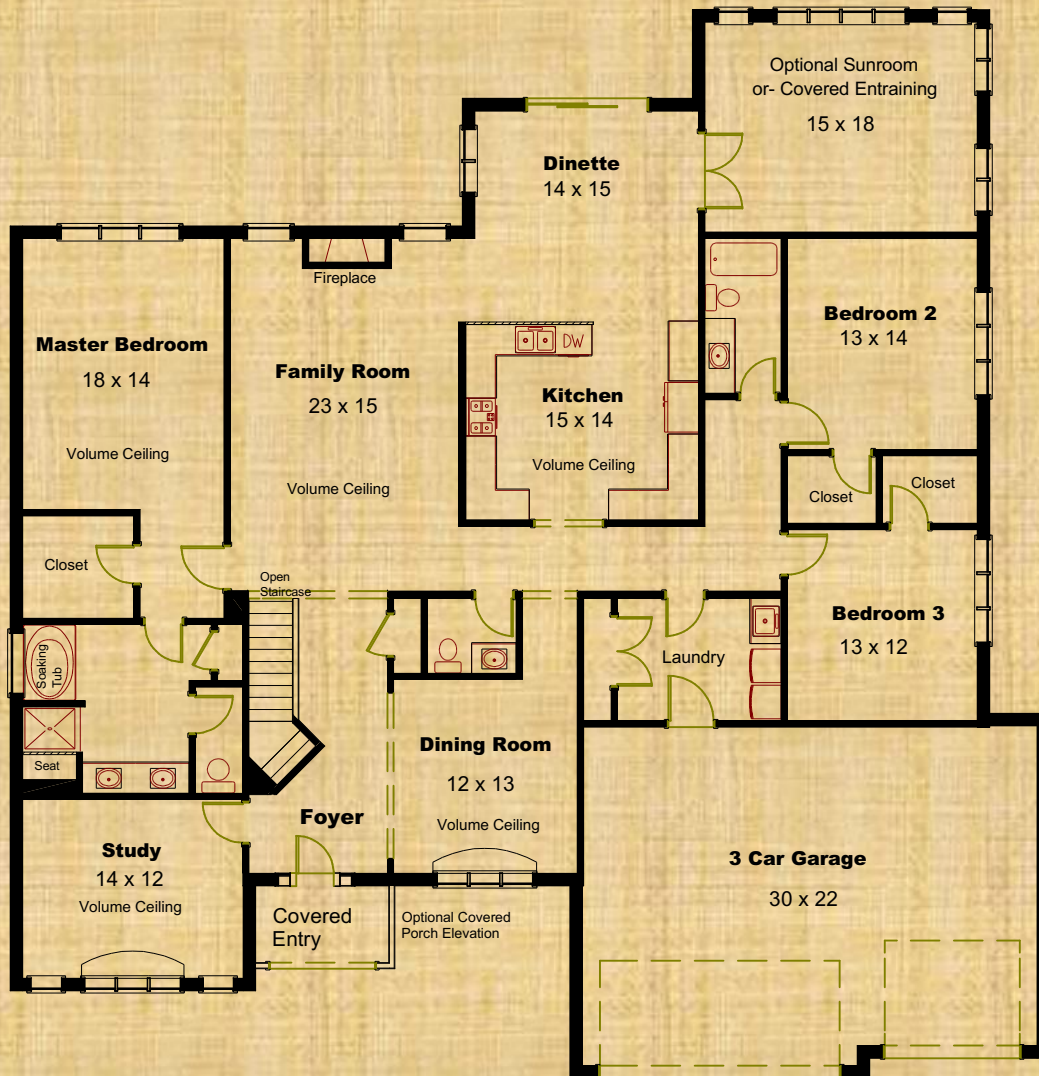 Optional Sunroom
or- Covered Entraining
15 x 18
Dinette
14 x 15
Fireplace
Master Bedroom
18 x 14
Volume Ceiling
Family Room
23 x 15
Volume Ceiling
DW
Kitchen
15 x 14
Volume Ceiling
Bedroom 2
13 x 14
Closet
Closet
Closet
Open
Staircase
Bedroom 3
13 x 12
Laundry
Soaking
Tub
Seat
Dining Room
12 x 13
Volume Ceiling
Foyer
Study
14 x 12
Volume Ceiling
Covered
Entry
Optional Covered
Porch Elevation
3 Car Garage
30 x 22